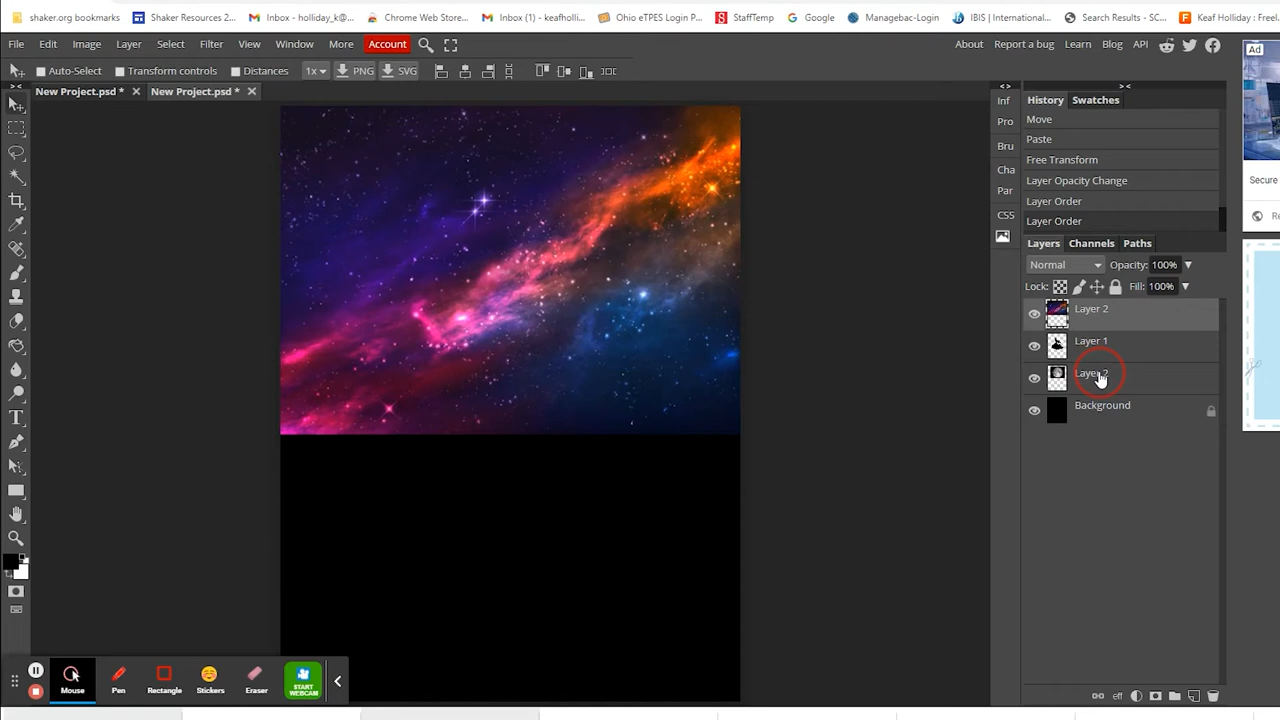 shaker.org bookmarks Shaker Resources 2... Inbox - holliday_k@... Chrome Web Store... Inbox (1) - keafholli... Ohio eTPES Login P... StaffTemp Google Managebac-Login IBIS | International... Search Results - SC... Keaf Holliday : Freel
File Edit Image Layer Select Filter View Window More Account About Report a bug Learn Blog API
Auto-Select Transform controls Distances 1x PNG SVG
Ad
New Project.psd * New Project.psd *
> <
< >
> <
Inf
Pro
Bru
Cha
Par
CSS
History Swatches
Move
Paste
Free Transform
Layer Opacity Change
Layer Order
Layer Order
Layers Channels Paths
Normal Opacity: 100%
Lock: Fill: 100%
Layer 2
Layer 1
Layer 2
Background
eff
Secure
Re
Mouse Pen Rectangle Stickers Eraser
START
WEBCAM